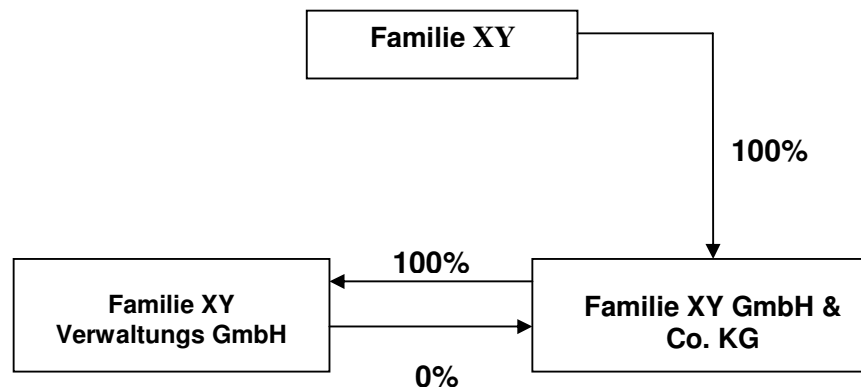 Familie XY
100%
100%
Familie XY
Verwaltungs GmbH
Familie XY GmbH &
Co. KG
0%